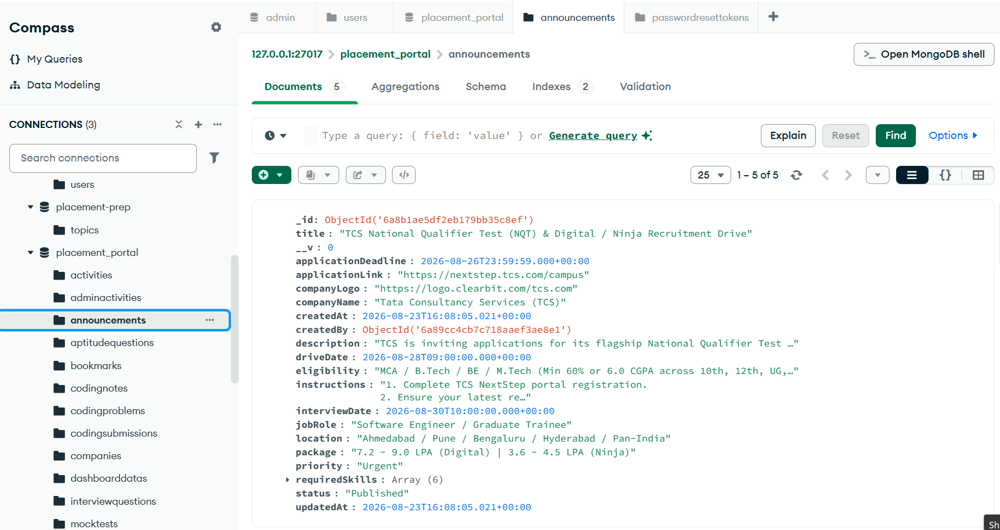 Compass
My Queries
Data Modeling
CONNECTIONS (3)
Search connections
users
placement-prep
topics
placement_portal
activities
adminactivities
announcements
aptitudequestions
bookmarks
codingnotes
codingproblems
codingsubmissions
companies
dashboarddatas
interviewquestions
mocktests
admin users placement_portal announcements passwordresettokens
127.0.0.1:27017 placement_portal announcements
Open MongoDB shell
Documents 5 Aggregations Schema Indexes 2 Validation
Type a query: { field: 'value' } or Generate query
Explain Reset Find Options
25 1 – 5 of 5
_id: ObjectId('6a8b1ae5df2eb179bb35c8ef')
title : "TCS National Qualifier Test (NQT) & Digital / Ninja Recruitment Drive"
__v : 0
applicationDeadline : 2026-08-26T23:59:59.000+00:00
applicationLink : "https://nextstep.tcs.com/campus"
companyLogo : "https://logo.clearbit.com/tcs.com"
companyName : "Tata Consultancy Services (TCS)"
createdAt : 2026-08-23T16:08:05.021+00:00
createdBy : ObjectId('6a89cc4cb7c718aaef3ae8e1')
description : "TCS is inviting applications for its flagship National Qualifier Test …"
driveDate : 2026-08-28T09:00:00.000+00:00
eligibility : "MCA / B.Tech / BE / M.Tech (Min 60% or 6.0 CGPA across 10th, 12th, UG,…"
instructions : "1. Complete TCS NextStep portal registration.
2. Ensure your latest re…"
interviewDate : 2026-08-30T10:00:00.000+00:00
jobRole : "Software Engineer / Graduate Trainee"
location : "Ahmedabad / Pune / Bengaluru / Hyderabad / Pan-India"
package : "7.2 - 9.0 LPA (Digital) | 3.6 - 4.5 LPA (Ninja)"
priority : "Urgent"
requiredSkills : Array (6)
status : "Published"
updatedAt : 2026-08-23T16:08:05.021+00:00
Sh